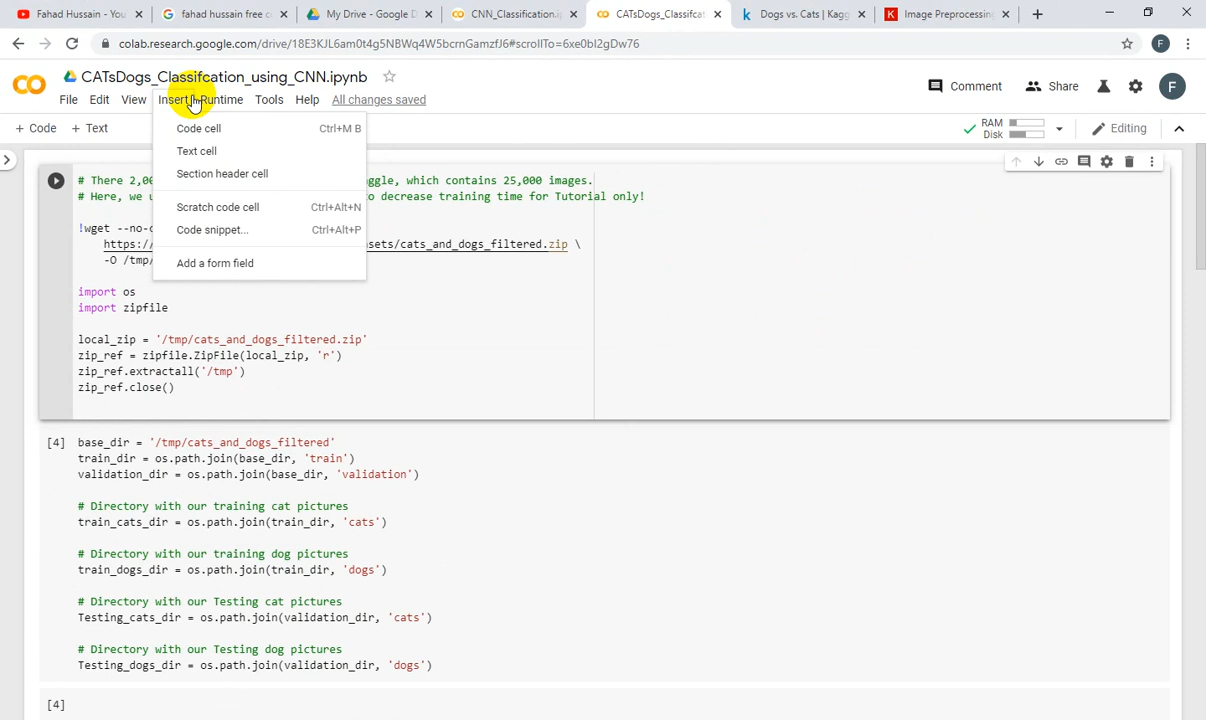 Fahad Hussain - You
fahad hussain free c
My Drive - Google D
CNN_Classification.i
CATsDogs_Classifcat
Dogs vs. Cats | Kagg
Image Preprocessing
colab.research.google.com/drive/18E3KJL6am0t4g5NBWq4W5bcrnGamzfJ6#scrollTo=6xe0bI2gDw76
F
CATsDogs_Classifcation_using_CNN.ipynb
Comment
Share
F
File Edit View Insert Runtime Tools Help All changes saved
+ Code + Text
RAM
Disk
Editing
Code cell Ctrl+M B
Text cell
Section header cell
Scratch code cell Ctrl+Alt+N
Code snippet... Ctrl+Alt+P
Add a form field
# There 2,00 aggle, which contains 25,000 images.
# Here, we u to decrease training time for Tutorial only!
!wget --no-c
https:/ sets/cats_and_dogs_filtered.zip \
-O /tmp/
import os
import zipfile
local_zip = '/tmp/cats_and_dogs_filtered.zip'
zip_ref = zipfile.ZipFile(local_zip, 'r')
zip_ref.extractall('/tmp')
zip_ref.close()
[4] base_dir = '/tmp/cats_and_dogs_filtered'
train_dir = os.path.join(base_dir, 'train')
validation_dir = os.path.join(base_dir, 'validation')
# Directory with our training cat pictures
train_cats_dir = os.path.join(train_dir, 'cats')
# Directory with our training dog pictures
train_dogs_dir = os.path.join(train_dir, 'dogs')
# Directory with our Testing cat pictures
Testing_cats_dir = os.path.join(validation_dir, 'cats')
# Directory with our Testing dog pictures
Testing_dogs_dir = os.path.join(validation_dir, 'dogs')
[4]